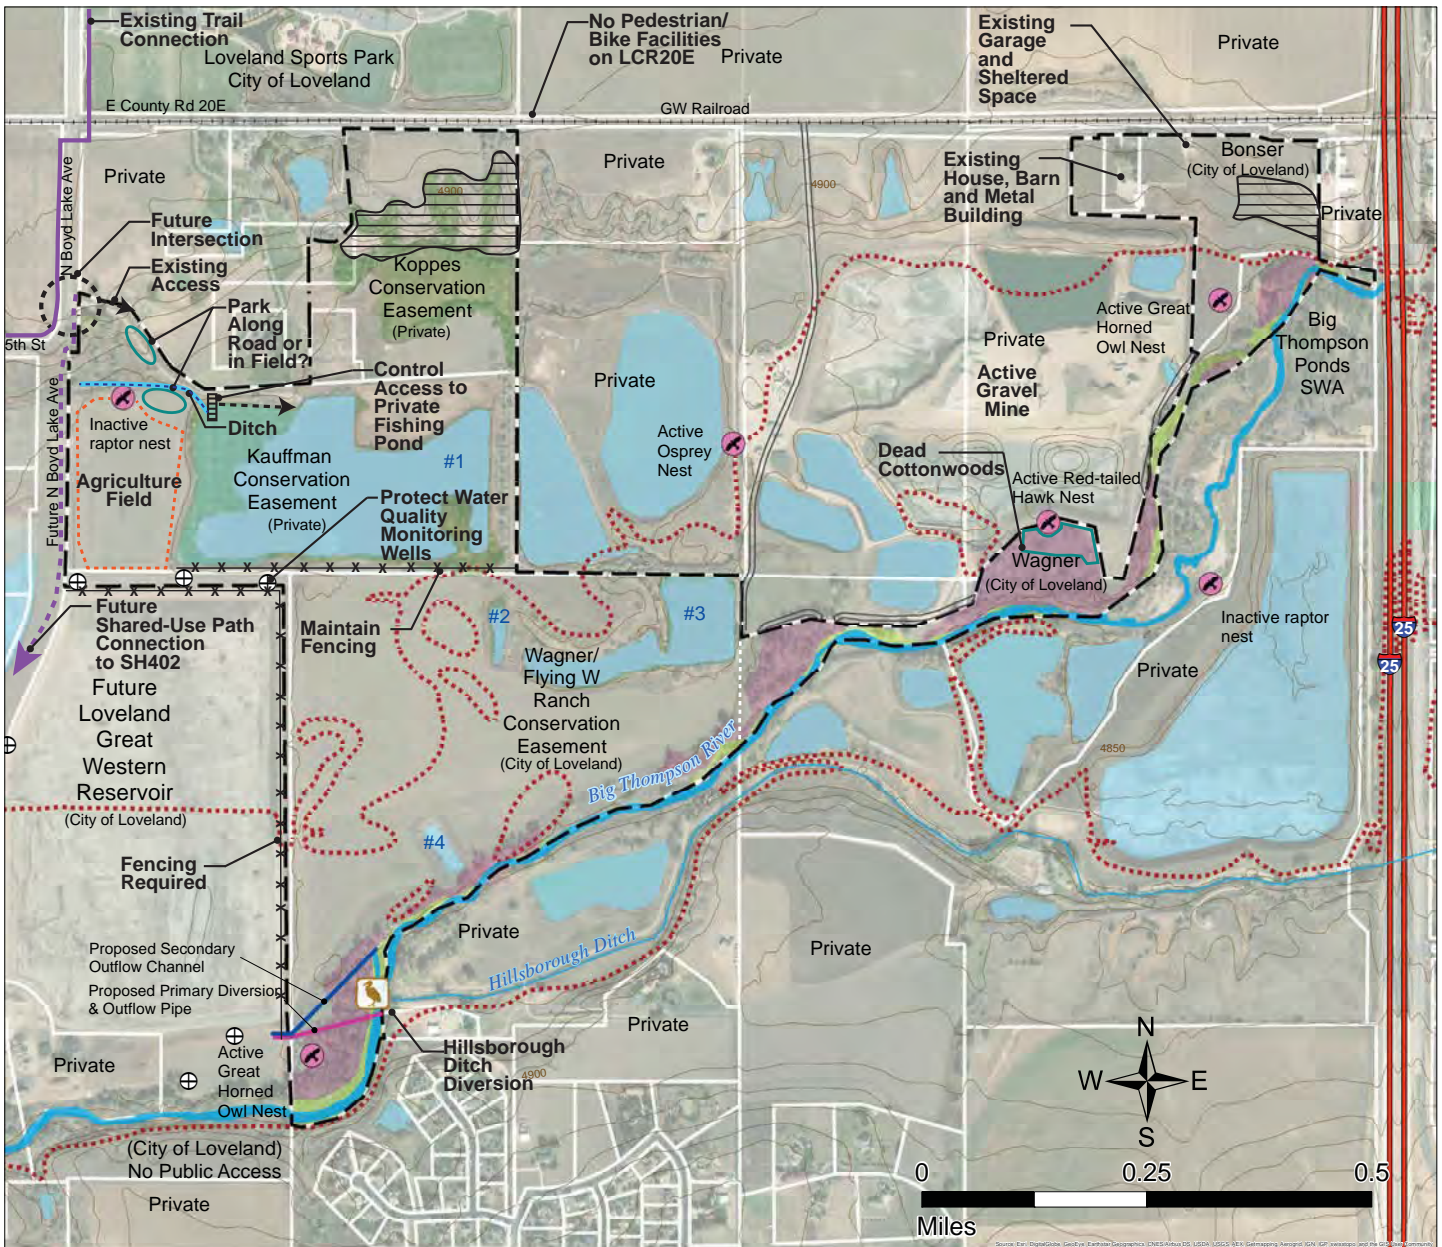 Existing Trail
Connection
Loveland Sports Park
City of Loveland
No Pedestrian/
Bike Facilities
on LCR20E
Private
Existing
Garage
and
Sheltered
Space
Private
E County Rd 20E
GW Railroad
N Boyd Lake Ave
Private
Private
4900
4900
Existing
House, Barn
and Metal
Building
Bonser
(City of Loveland)
Private
Future
Intersection
Existing
Access
Koppes
Conservation
Easement
(Private)
Park
Along
Road or
in Field?
5th St
Control
Access to
Private
Fishing
Pond
Private
Private
Active
Gravel
Mine
Active Great
Horned
Owl Nest
Big
Thompson
Ponds
SWA
Future N Boyd Lake Ave
Inactive
raptor nest
Ditch
Agriculture
Field
Kauffman
Conservation
Easement
(Private)
#1
Active
Osprey
Nest
Dead
Cottonwoods
Active Red-tailed
Hawk Nest
Protect Water
Quality
Monitoring
Wells
Wagner
(City of Loveland)
Future
Shared-Use Path
Connection
to SH402
Maintain
Fencing
#2
#3
Inactive raptor
nest
25
25
Private
Future
Loveland
Great
Western
Reservoir
(City of Loveland)
Wagner/
Flying W
Ranch
Conservation
Easement
(City of Loveland)
Big Thompson River
4850
#4
Fencing
Required
Private
Hillsborough Ditch
Private
Proposed Secondary
Outflow Channel
Proposed Primary Diversion
& Outflow Pipe
Private
Hillsborough
Ditch
Diversion
4900
Private
Active
Great
Horned
Owl Nest
(City of Loveland)
No Public Access
Private
N
W
E
S
0
0.25
0.5
Miles